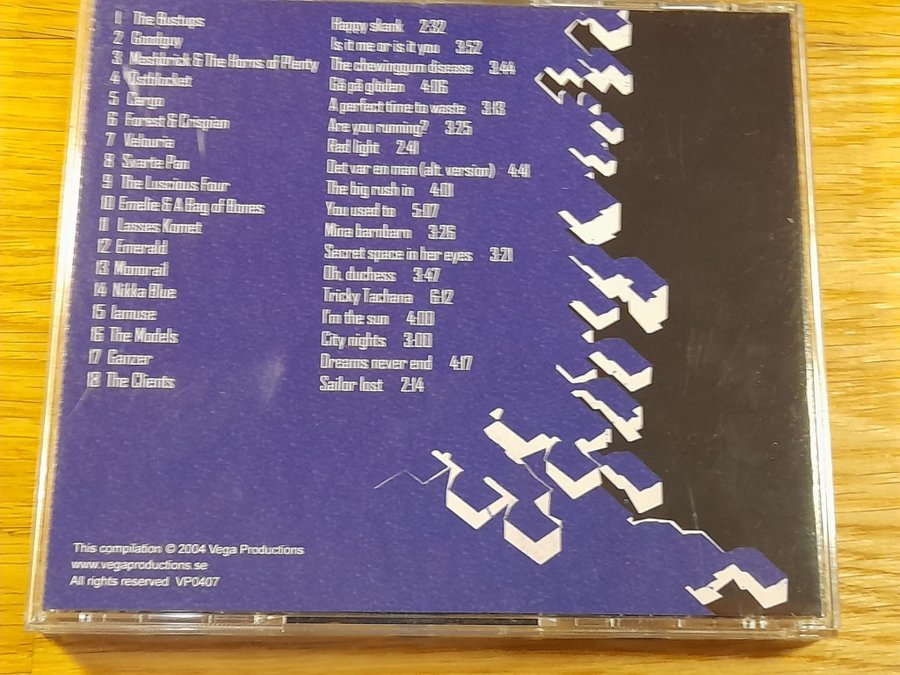 1 The Bustups Happy skank 2:32
2 Goodguy Is it me or is it you 3:52
3 Mashbrick & The Horns of Plenty The chewinggum disease 3:44
4 Östblocket Gå på glöden 4:06
5 Cargo A perfect time to waste 3:13
6 Forest & Crispian Are you running? 3:25
7 Velouria Red light 2:41
8 Svarte Pan Det var en man (alt. version) 4:41
9 The Luscious Four The big rush in 4:01
10 Emelie & A Bag of Bones You used to 5:07
11 Lasses Komet Mina barnbarn 3:26
12 Emerald Secret space in her eyes 3:21
13 Monorail Oh, duchess 3:47
14 Nikka Blue Tricky Tachana 6:12
15 Iamuse I'm the sun 4:00
16 The Models City nights 3:00
17 Ganzer Dreams never end 4:17
18 The Clients Sailor lost 2:14
This compilation © 2004 Vega Productions
www.vegaproductions.se
All rights reserved VP0407